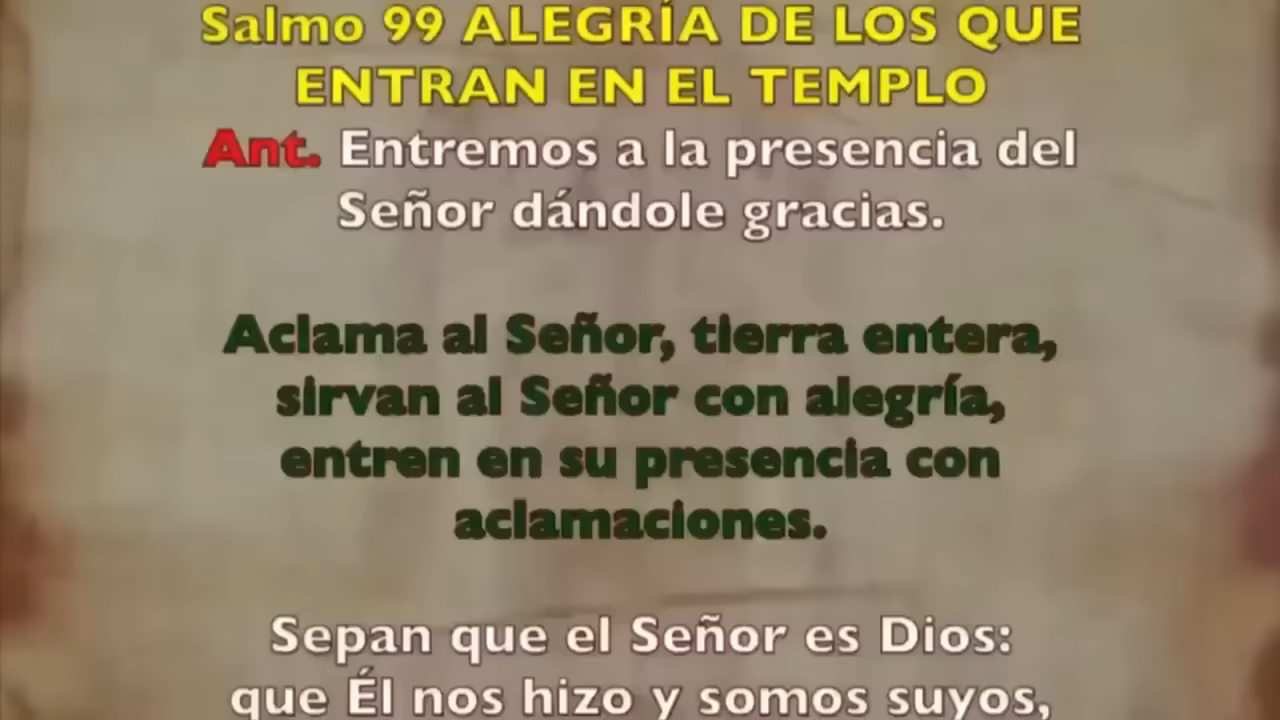 Salmo 99 ALEGRÍA DE LOS QUE
ENTRAN EN EL TEMPLO
Ant. Entremos a la presencia del
Señor dándole gracias.
Aclama al Señor, tierra entera,
sirvan al Señor con alegría,
entren en su presencia con
aclamaciones.
Sepan que el Señor es Dios:
que Él nos hizo y somos suyos,